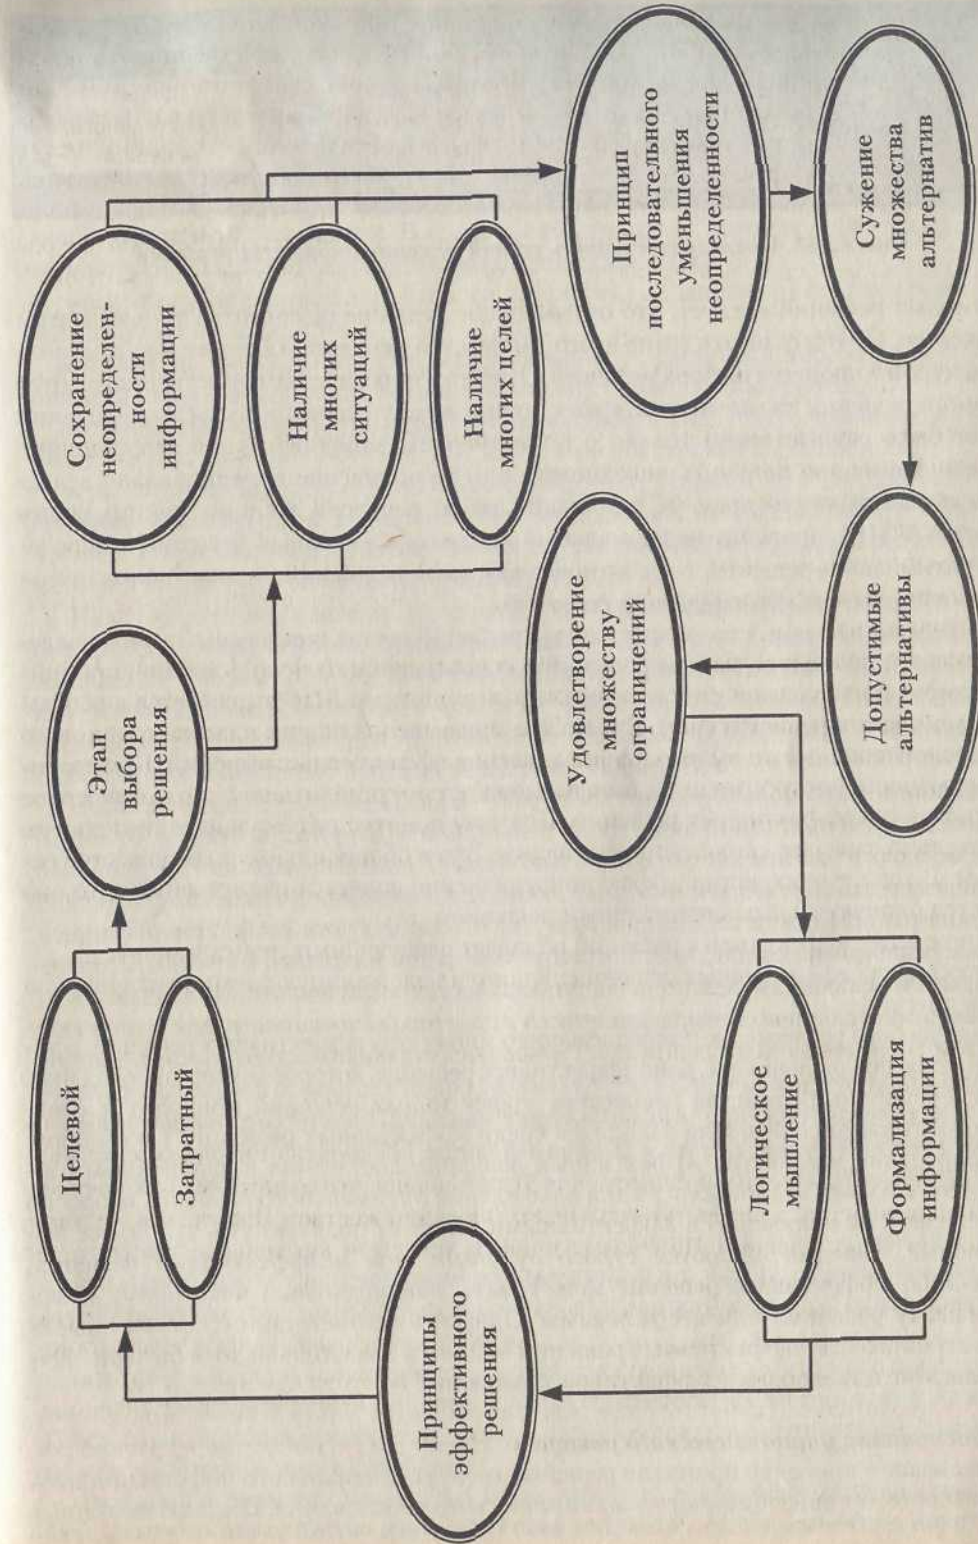 Целевой
Затратный
Этап
выбора
решения
Сохранение
неопределен-
ности
информации
Наличие
многих
ситуаций
Наличие
многих целей
Принципы
эффективного
решения
Удовлетворение
множеству
ограничений
Принцип
последовательного
уменьшения
неопределенности
Логическое
мышление
Формализация
информации
Допустимые
альтернативы
Сужение
множества
альтернатив